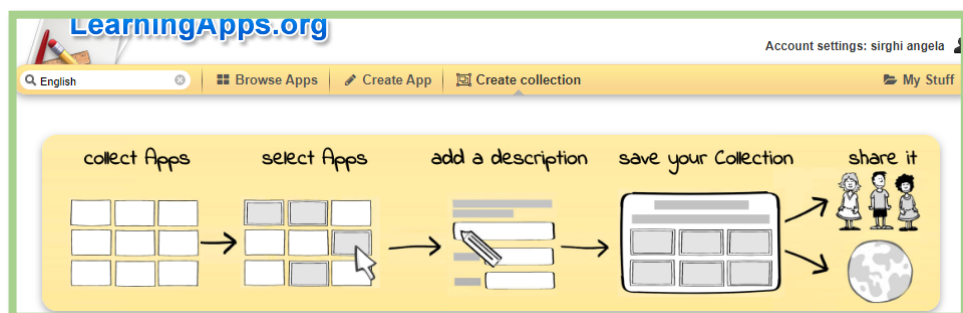 LearningApps.org
Account settings: sirghi angela
English
Browse Apps
Create App
Create collection
My Stuff
collect Apps
select Apps
add a description
save your Collection
share it